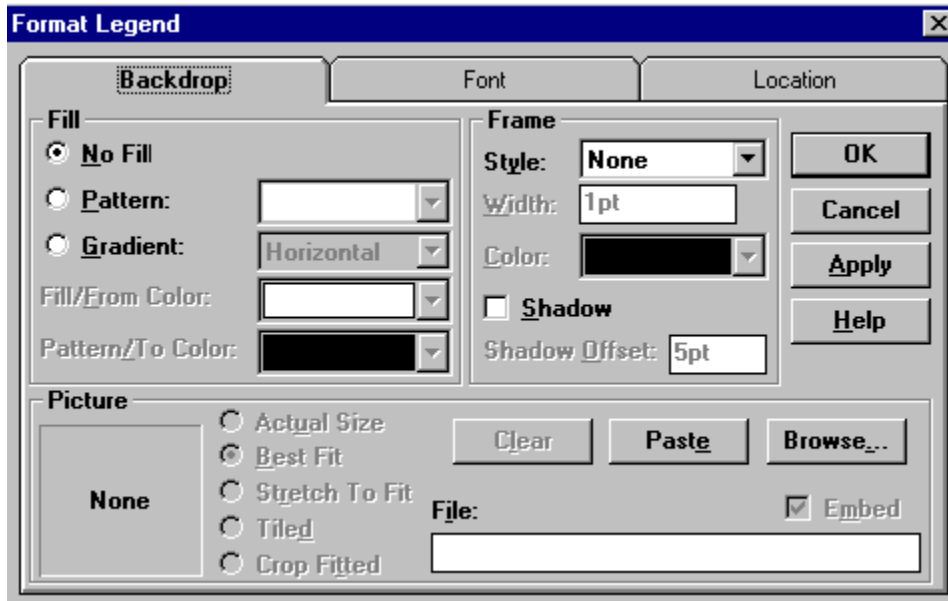 Format Legend
Backdrop
Font
Location
Fill
No Fill
Pattern:
Gradient:
Horizontal
Fill/From Color:
Pattern/To Color:
Frame
Style:
None
Width:
1pt
Color:
Shadow
Shadow Offset:
5pt
OK
Cancel
Apply
Help
Picture
None
Actual Size
Best Fit
Stretch To Fit
Tiled
Crop Fitted
Clear
Paste
Browse...
File:
Embed